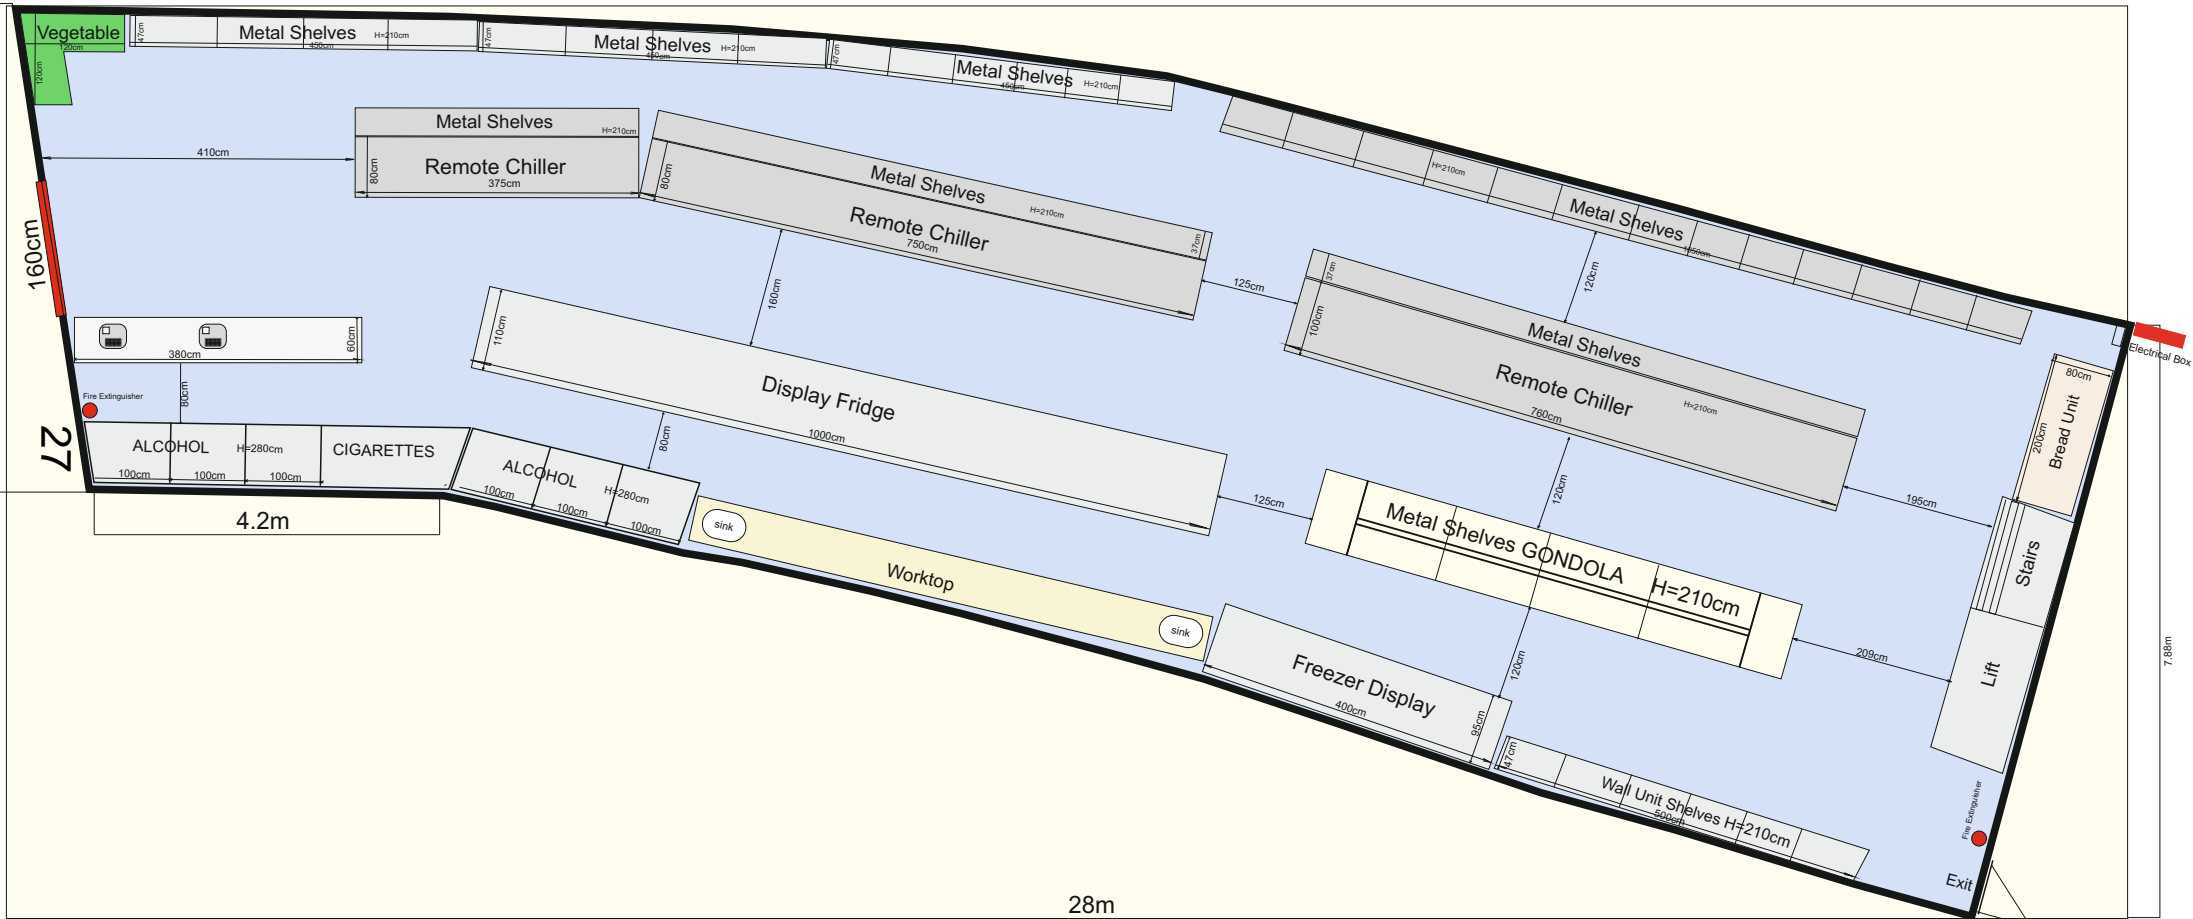 Vegetable
120cm
120cm
47cm
Metal Shelves
H=210cm
450cm
47cm
Metal Shelves
H=210cm
450cm
47cm
Metal Shelves
H=210cm
450cm
410cm
Metal Shelves
H=210cm
80cm
Remote Chiller
375cm
80cm
Metal Shelves
H=210cm
37cm
Remote Chiller
750cm
H=210cm
Metal Shelves
1050cm
120cm
160cm
160cm
125cm
37cm
Metal Shelves
100cm
Remote Chiller
H=210cm
760cm
Electrical Box
80cm
200cm
Bread Unit
380cm
60cm
80cm
Fire Extinguisher
110cm
Display Fridge
1000cm
80cm
125cm
120cm
195cm
Stairs
27
ALCOHOL
H=280cm
CIGARETTES
100cm
100cm
100cm
ALCOHOL
H=280cm
100cm
100cm
100cm
4.2m
sink
Worktop
sink
Metal Shelves GONDOLA
H=210cm
209cm
Lift
7.88m
120cm
Freezer Display
400cm
95cm
47cm
Wall Unit Shelves H=210cm
500cm
Fire Extinguisher
Exit
28m